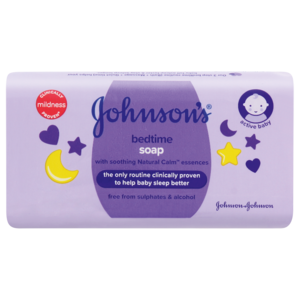 CLINICALLY
mildness
PROVEN
Johnson's®
bedtime
soap
with soothing Natural Calm™ essences
the only routine clinically proven
to help baby sleep better
free from sulphates & alcohol
active baby
Johnson & Johnson